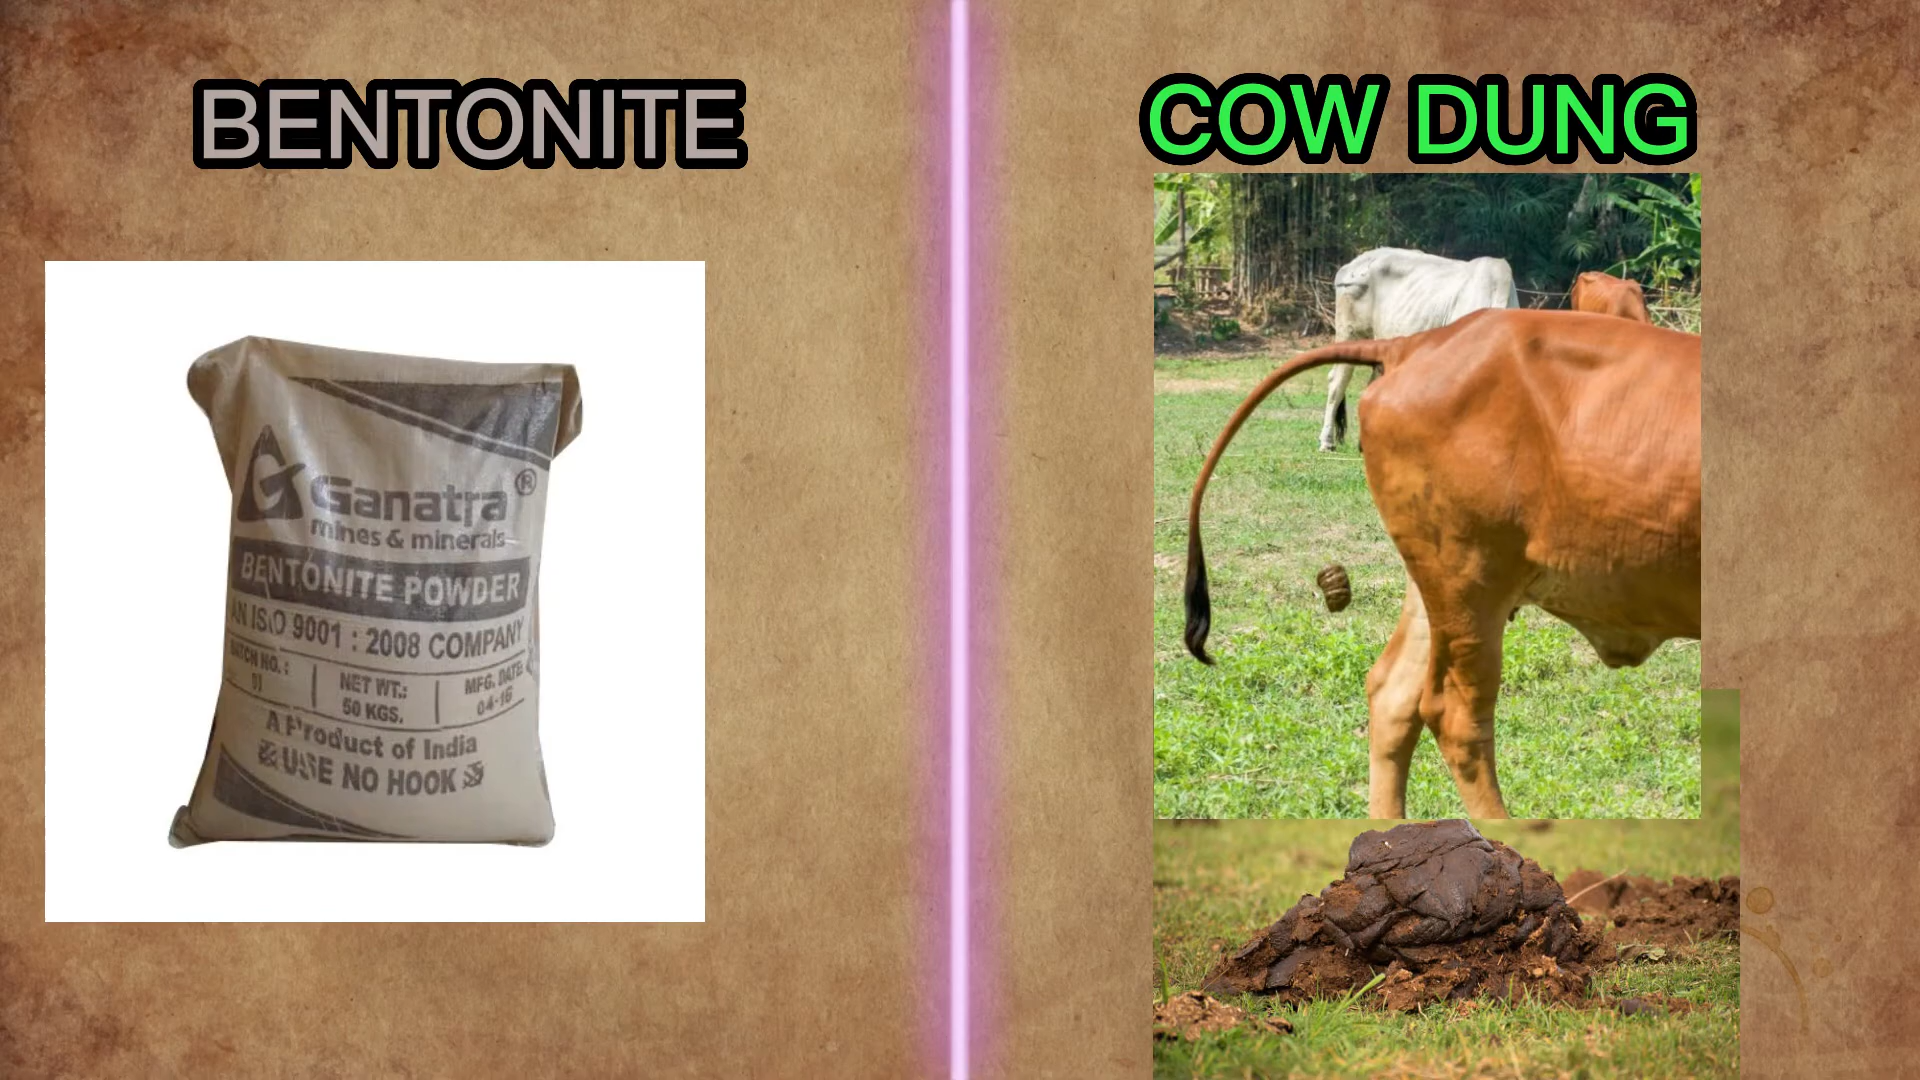 BENTONITE
COW DUNG
Ganatra®
mines & minerals
BENTONITE POWDER
AN ISO 9001 : 2008 COMPANY
BATCH NO.:
NET WT.:
50 KGS.
MFG. DATE:
04-16
A Product of India
USE NO HOOK